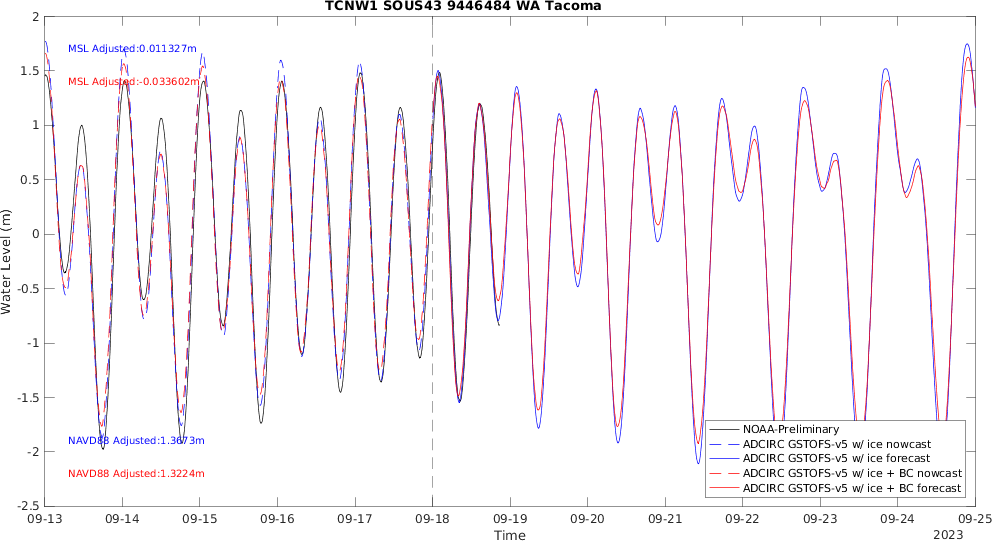 TCNW1 SOUS43 9446484 WA Tacoma
2
MSL Adjusted:0.011327m
1.5
MSL Adjusted:-0.033602m
1
0.5
0
Water Level (m)
-0.5
-1
-1.5
NAVD88 Adjusted:1.3673m
-2
NAVD88 Adjusted:1.3224m
-2.5
NOAA-Preliminary
ADCIRC GSTOFS-v5 w/ ice nowcast
ADCIRC GSTOFS-v5 w/ ice forecast
ADCIRC GSTOFS-v5 w/ ice + BC nowcast
ADCIRC GSTOFS-v5 w/ ice + BC forecast
09-13 09-14 09-15 09-16 09-17 09-18 09-19 09-20 09-21 09-22 09-23 09-24 09-25
Time
2023